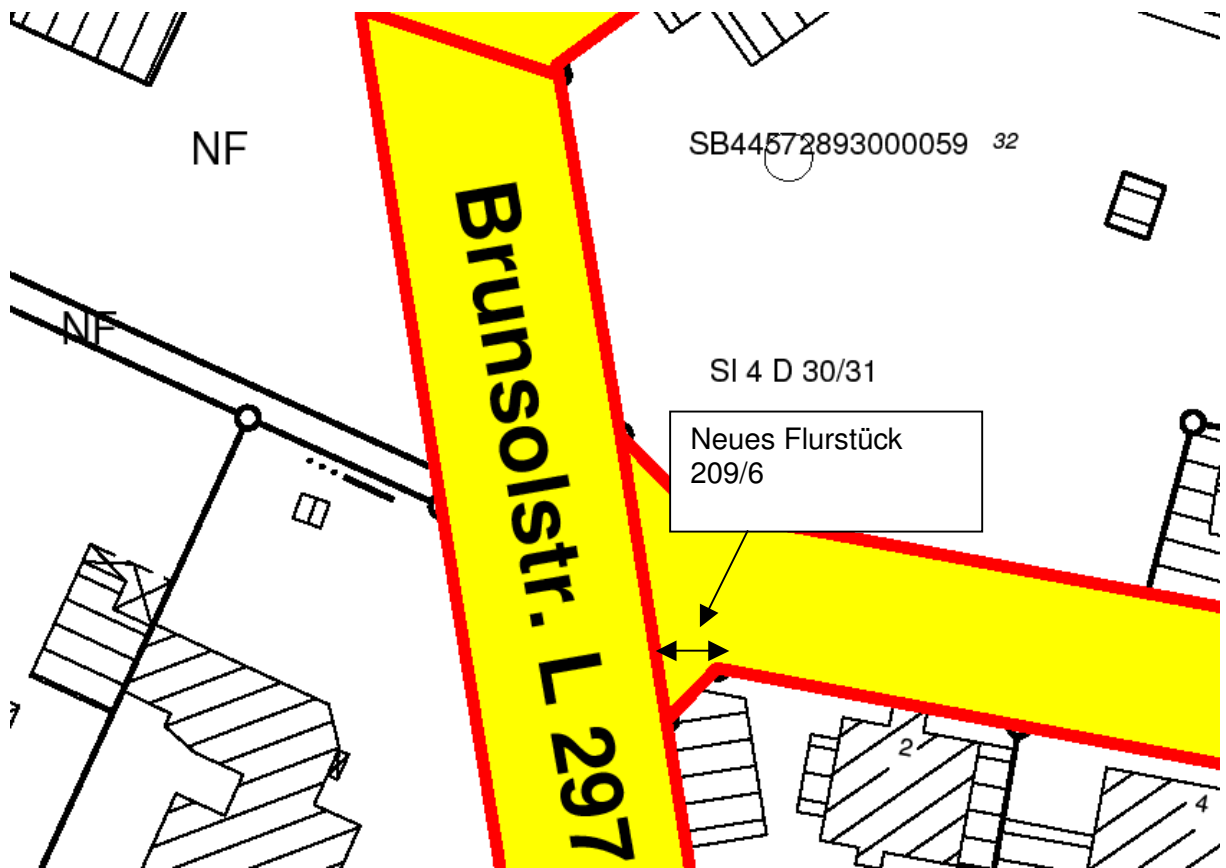 NF
SB44572893000059 32
NF
SI 4 D 30/31
Neues Flurstück
209/6
Brunsolstr. L 297
2
4